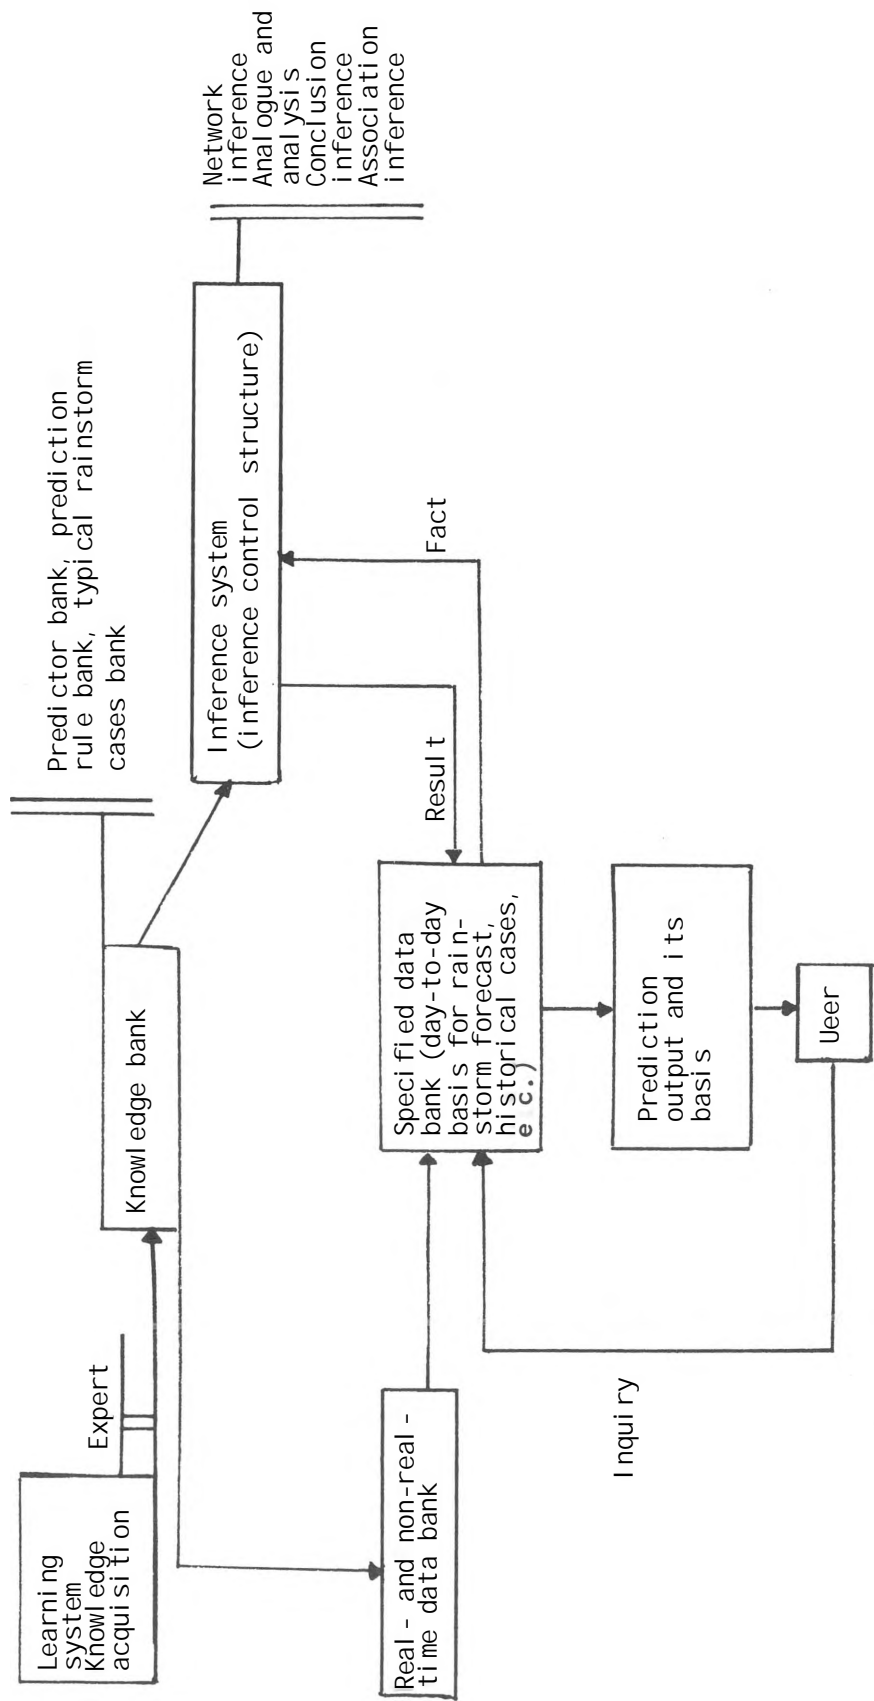 Learning
system
Knowledge
acquisition
Expert
Knowledge bank
Predictor bank, prediction
rule bank, typical rainstorm
cases bank
Inference system
(inference control structure)
Network
inference
Analogue and
analysis
Conclusion
inference
Association
inference
Result
Fact
Real- and non-real-
time data bank
Specified data
bank (day-to-day
basis for rain-
storm forecast,
historical cases,
e c.)
Prediction
output and its
basis
Ueer
Inquiry